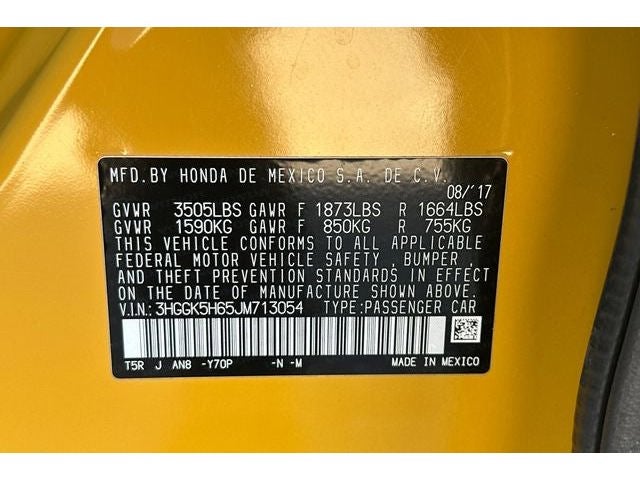 MFD. BY HONDA DE MEXICO S.A. DE C.V.
08/'17
GVWR 3505LBS GAWR F 1873LBS R 1664LBS
GVWR 1590KG GAWR F 850KG R 755KG
THIS VEHICLE CONFORMS TO ALL APPLICABLE
FEDERAL MOTOR VEHICLE SAFETY , BUMPER ,
AND THEFT PREVENTION STANDARDS IN EFFECT
ON THE DATE OF MANUFACTURE SHOWN ABOVE.
V.I.N.: 3HGGK5H65JM713054 TYPE:PASSENGER CAR
T5R J AN8 -Y70P -N -M MADE IN MEXICO